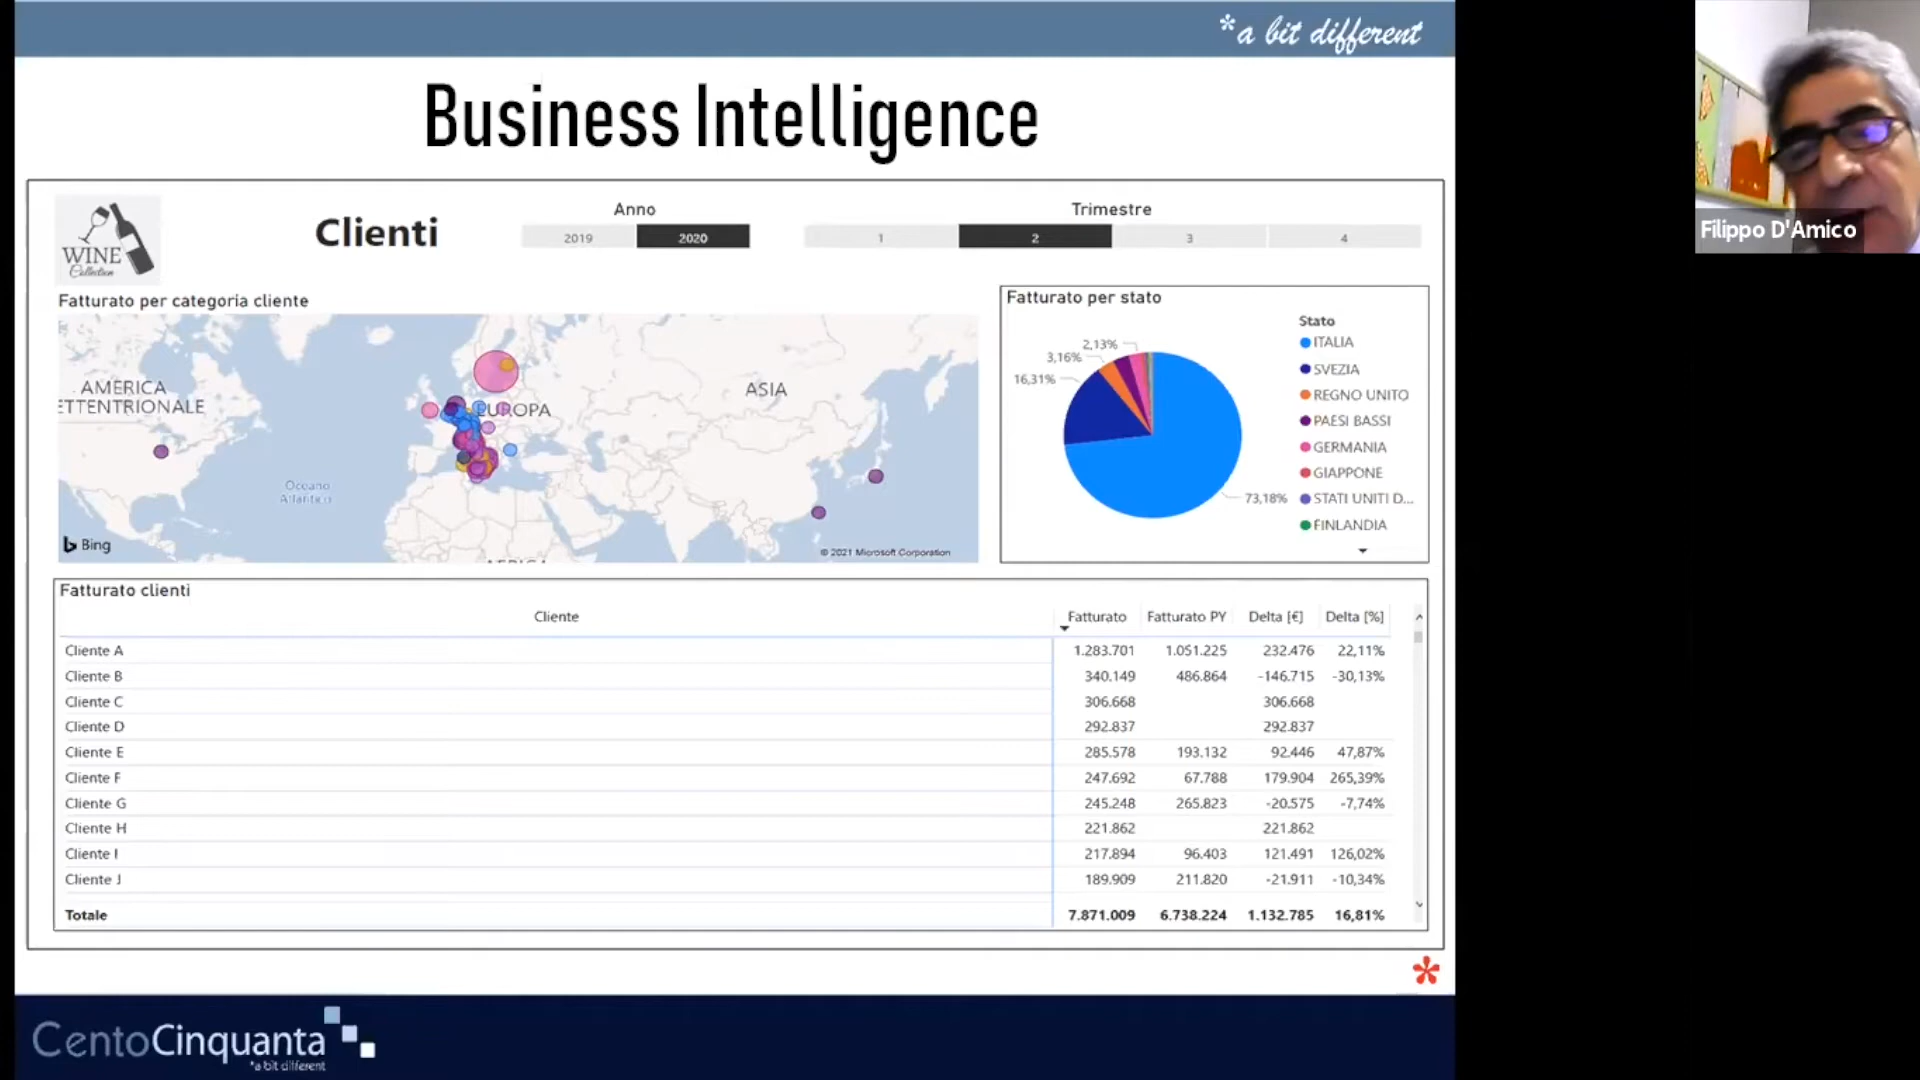 *a bit different
Business Intelligence
WINE
Collection
Clienti
Anno
2019
2020
Trimestre
1
2
3
4
Fatturato per categoria cliente
AMERICA
ETTENTRIONALE
EUROPA
ASIA
Oceano
Atlantico
Bing
© 2021 Microsoft Corporation
Fatturato per stato
2,13%
3,16%
16,31%
73,18%
Stato
ITALIA
SVEZIA
REGNO UNITO
PAESI BASSI
GERMANIA
GIAPPONE
STATI UNITI D...
FINLANDIA
Fatturato clienti
Cliente Fatturato Fatturato PY Delta [€] Delta [%]
Cliente A 1.283.701 1.051.225 232.476 22,11%
Cliente B 340.149 486.864 -146.715 -30,13%
Cliente C 306.668 306.668
Cliente D 292.837 292.837
Cliente E 285.578 193.132 92.446 47,87%
Cliente F 247.692 67.788 179.904 265,39%
Cliente G 245.248 265.823 -20.575 -7,74%
Cliente H 221.862 221.862
Cliente I 217.894 96.403 121.491 126,02%
Cliente J 189.909 211.820 -21.911 -10,34%
Totale 7.871.009 6.738.224 1.132.785 16,81%
CentoCinquanta
*a bit different
Filippo D'Amico